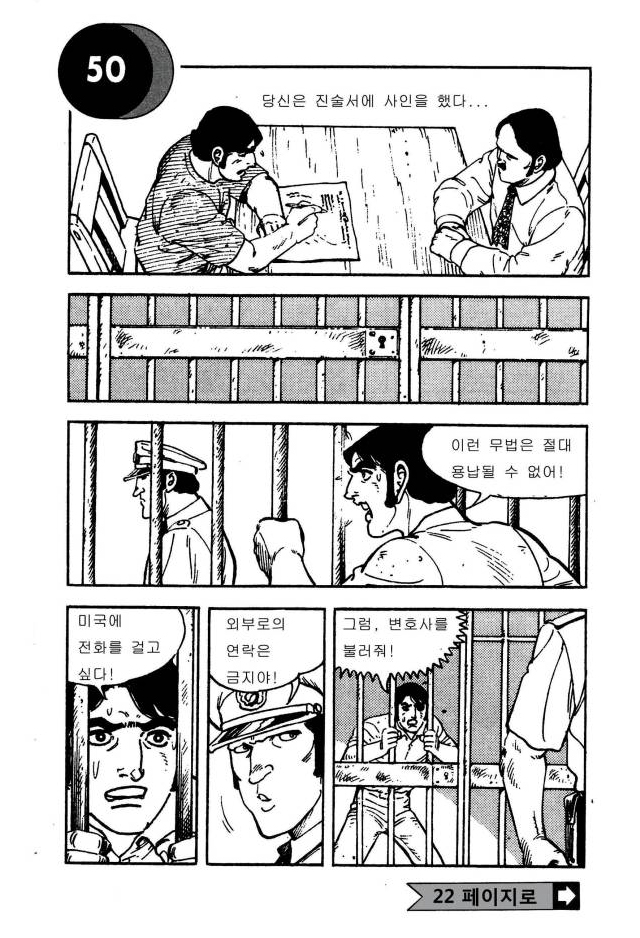 50
당신은 진술서에 사인을 했다...
이런 무법은 절대
용납될 수 없어!
미국에
전화를 걸고
싶다!
외부로의
연락은
금지야!
그럼, 변호사를
불러줘!
22 페이지로